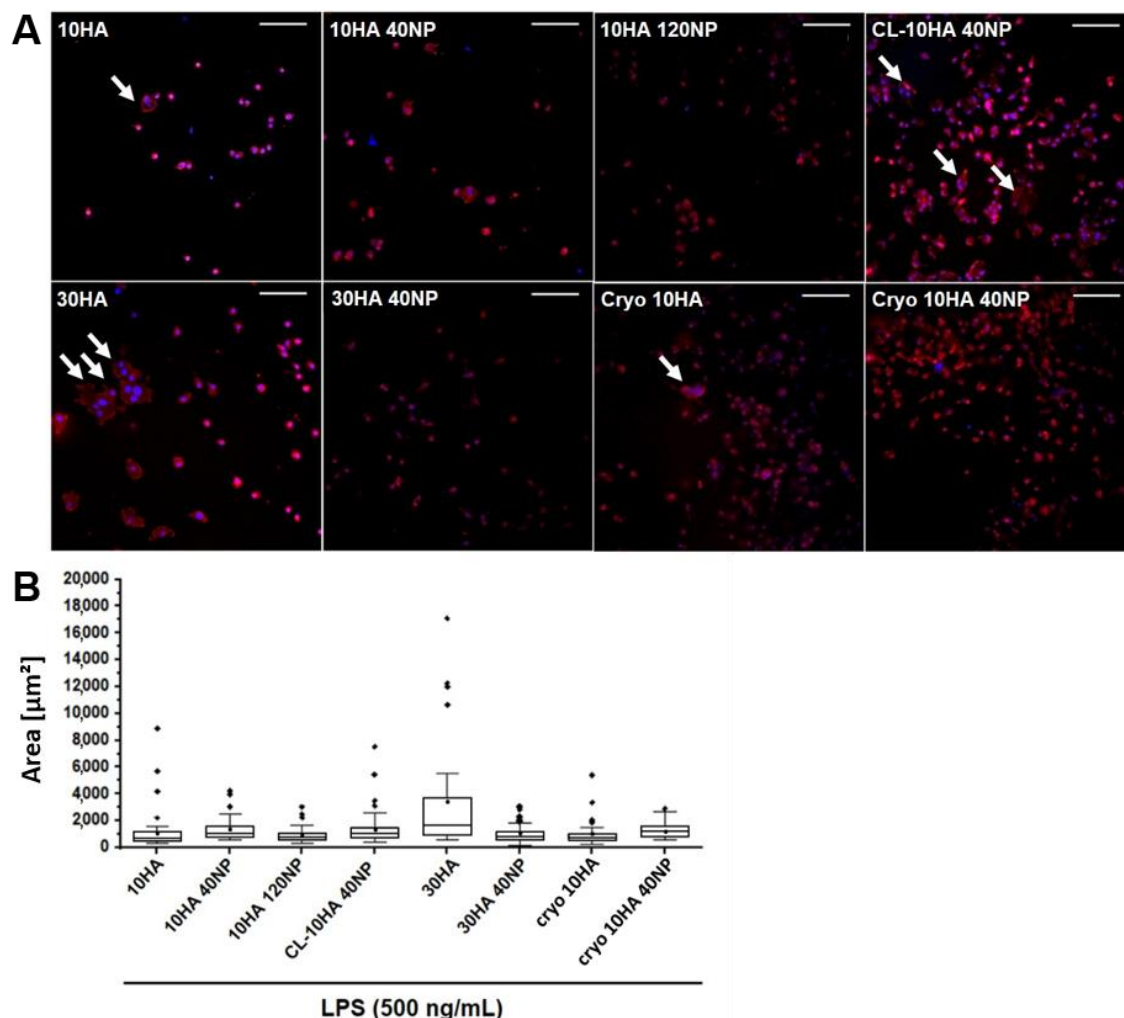 A
10HA
10HA 40NP
10HA 120NP
CL-10HA 40NP
30HA
30HA 40NP
Cryo 10HA
Cryo 10HA 40NP
B
Area [µm²]
20,000
18,000
16,000
14,000
12,000
10,000
8,000
6,000
4,000
2,000
0
10HA
10HA 40NP
10HA 120NP
CL-10HA 40NP
30HA
30HA 40NP
cryo 10HA
cryo 10HA 40NP
LPS (500 ng/mL)